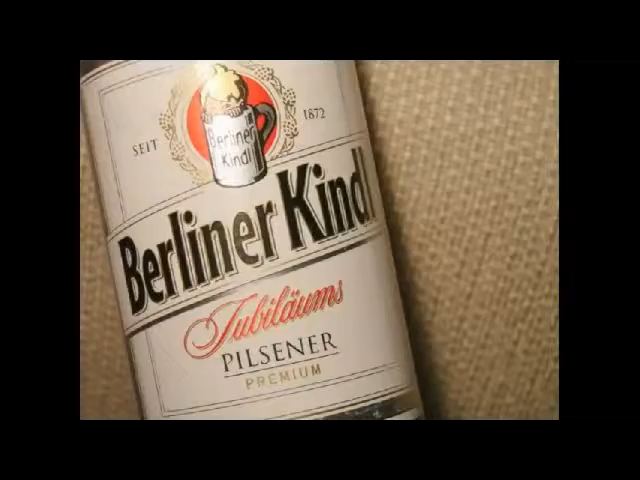 SEIT 1872
Berliner
Kindl
Berliner Kindl
Jubiläums
PILSENER
PREMIUM